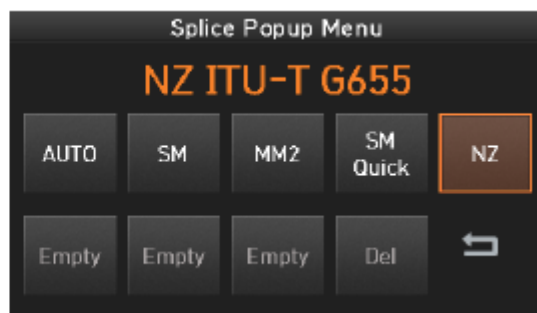 Splice Popup Menu
NZ ITU-T G655
AUTO
SM
MM2
SM
Quick
NZ
Empty
Empty
Empty
Del